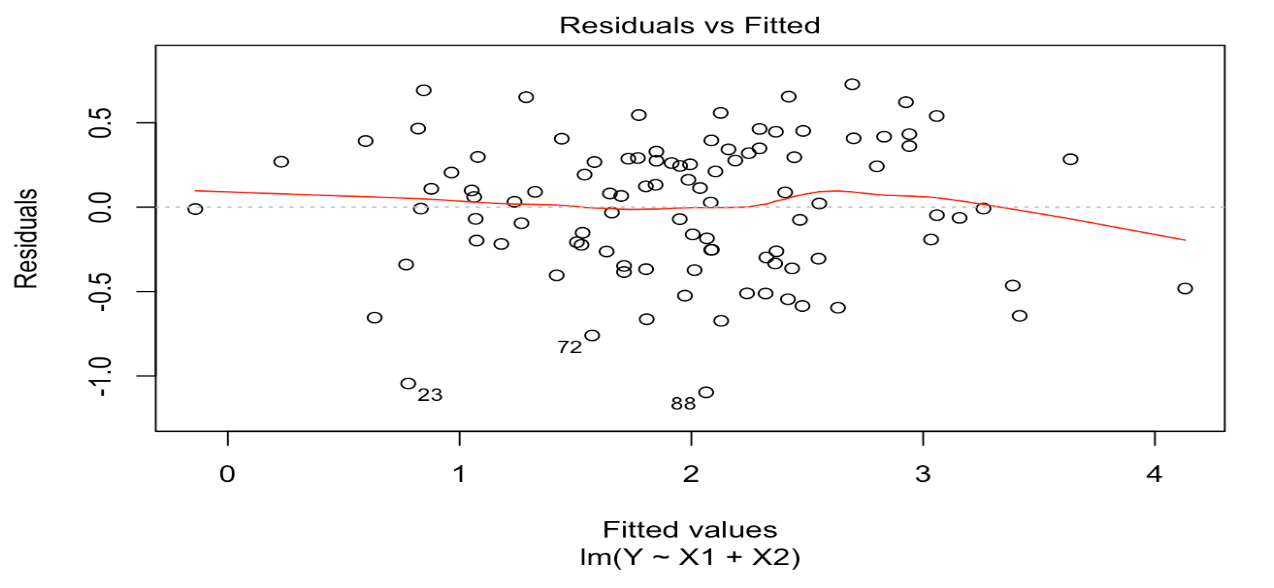 Residuals vs Fitted
Residuals
0.5
0.0
-0.5
-1.0
72
23
88
0 1 2 3 4
Fitted values
lm(Y ~ X1 + X2)